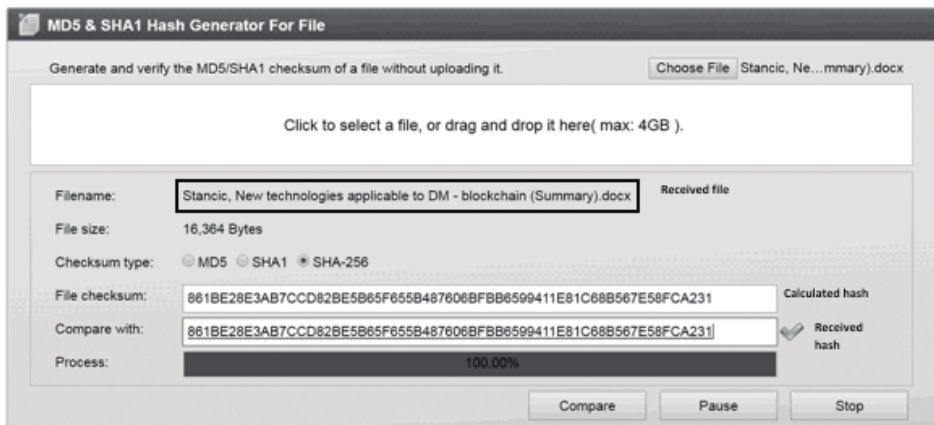 MD5 & SHA1 Hash Generator For File
Generate and verify the MD5/SHA1 checksum of a file without uploading it. Choose File Stancic, Ne...mmary).docx
Click to select a file, or drag and drop it here( max: 4GB ).
Filename: Stancic, New technologies applicable to DM - blockchain (Summary).docx Received file
File size: 16,364 Bytes
Checksum type: MD5 SHA1 SHA-256
File checksum: 861BE28E3AB7CCD82BE5B65F655B487606BFBB6599411E81C68B567E58FCA231 Calculated hash
Compare with: 861BE28E3AB7CCD82BE5B65F655B487606BFBB6599411E81C68B567E58FCA231 Received hash
Process: 100.00%
Compare Pause Stop